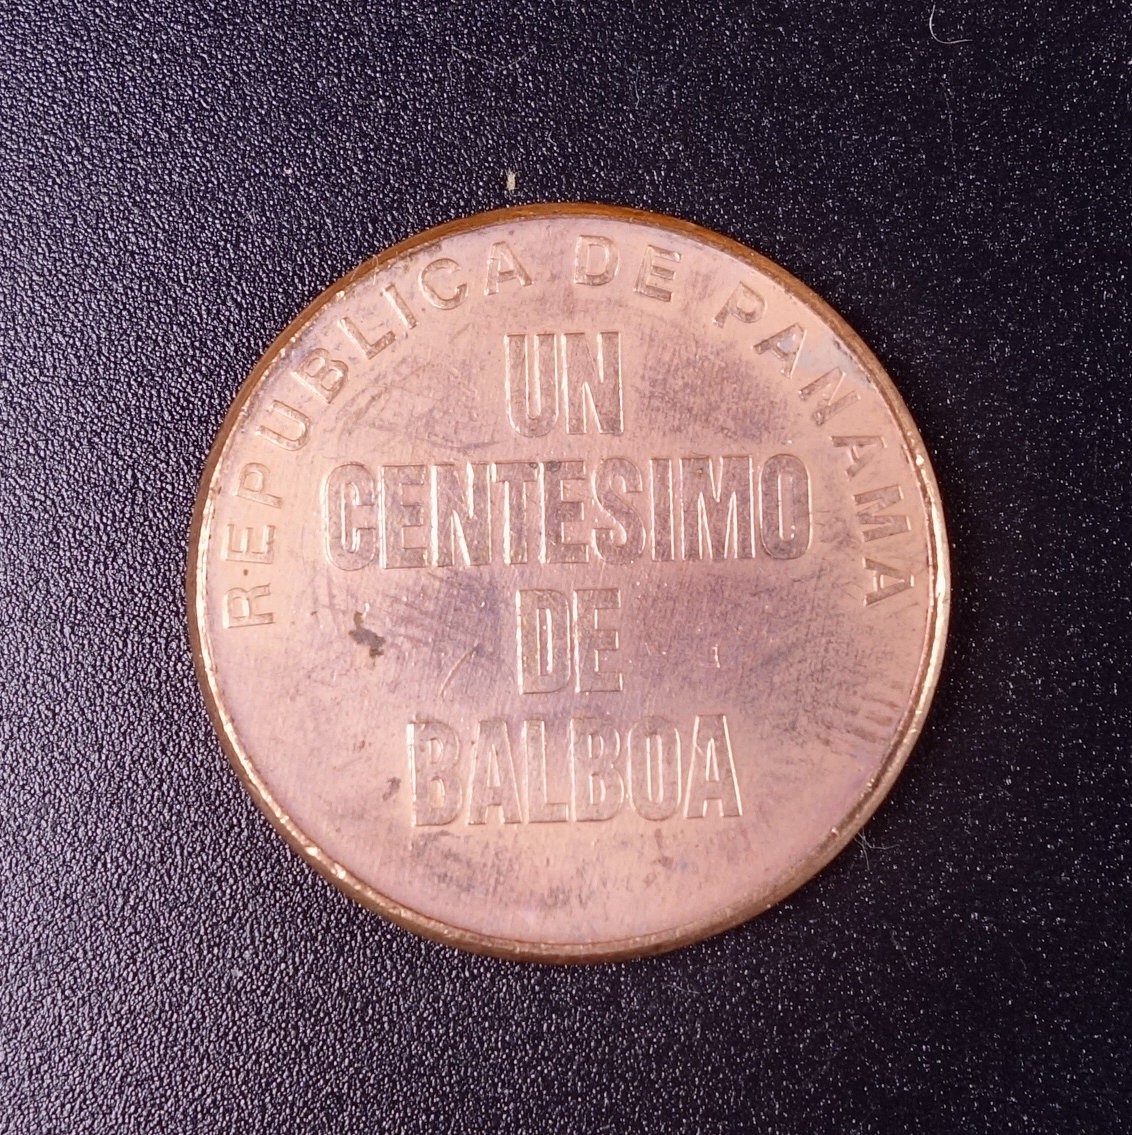 REPUBLICA DE PANAMA
UN
CENTESIMO
DE
BALBOA